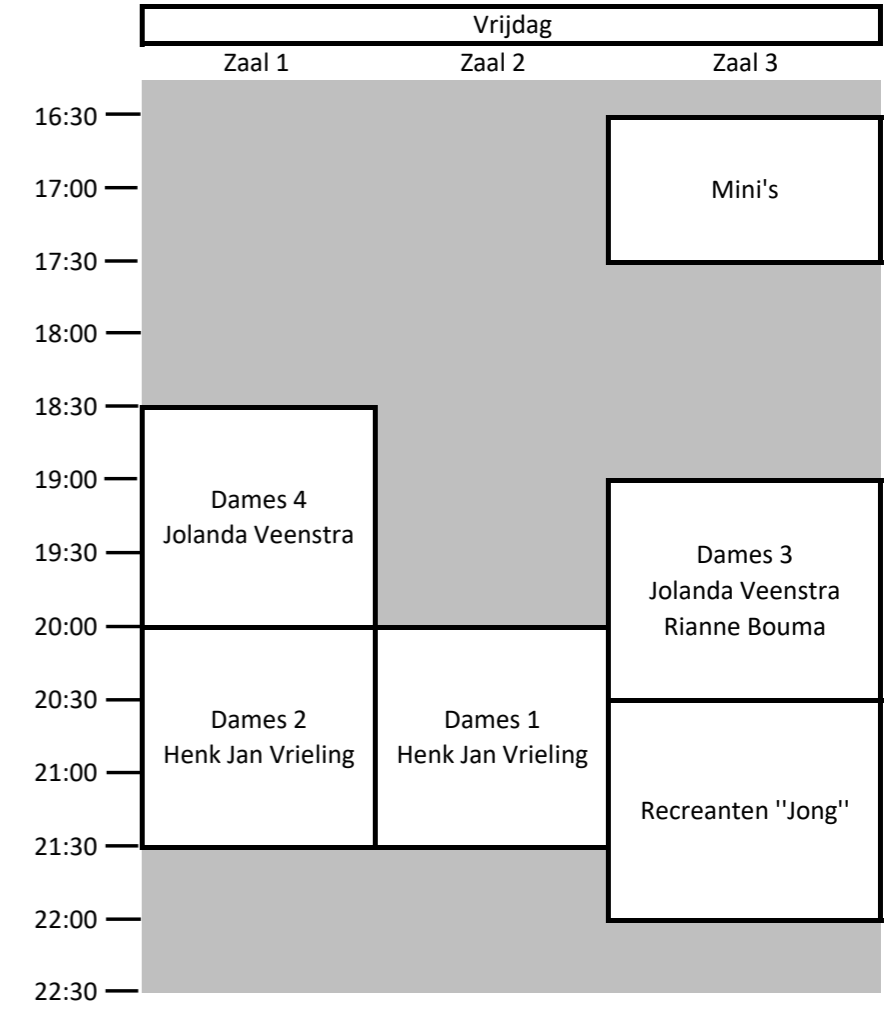 Vrijdag
Zaal 1
Zaal 2
Zaal 3
16:30
17:00
17:30
18:00
18:30
19:00
19:30
20:00
20:30
21:00
21:30
22:00
22:30
Mini's
Dames 4
Jolanda Veenstra
Dames 3
Jolanda Veenstra
Rianne Bouma
Dames 2
Henk Jan Vrieling
Dames 1
Henk Jan Vrieling
Recreanten ''Jong''